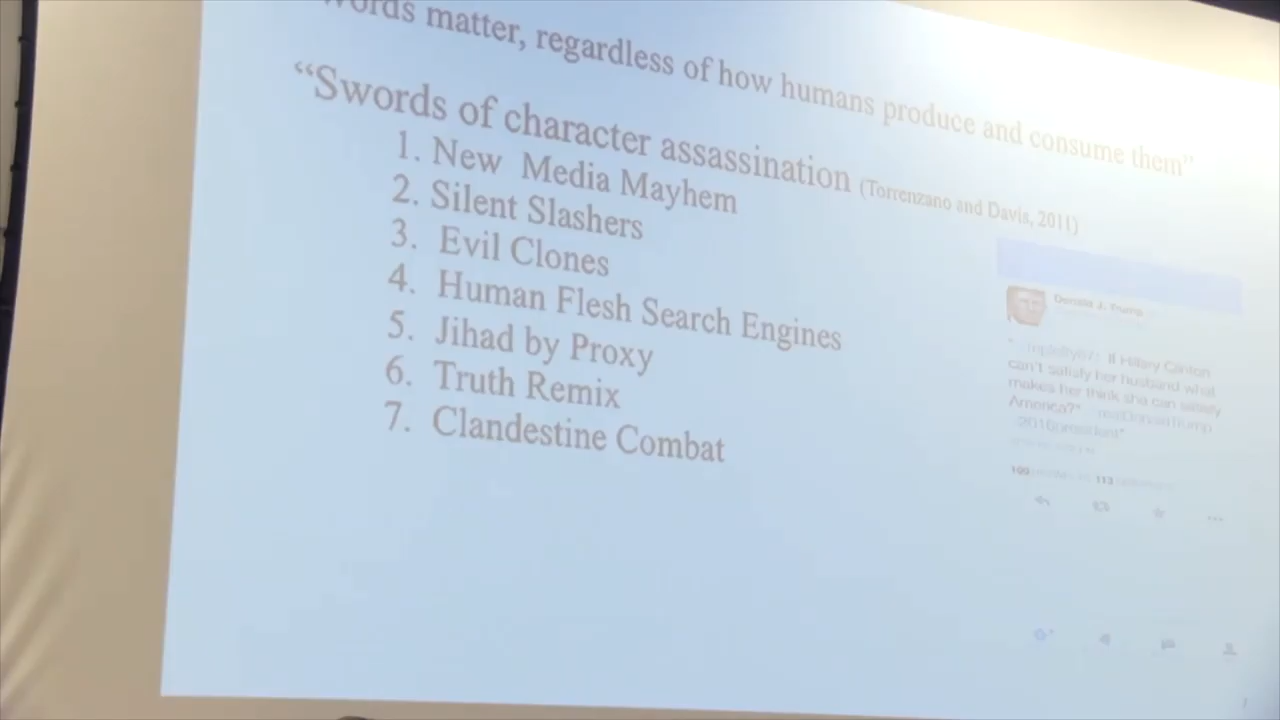 words matter, regardless of how humans produce and consume them”
“Swords of character assassination (Torrenzano and Davis, 2011)
1. New Media Mayhem
2. Silent Slashers
3. Evil Clones
4. Human Flesh Search Engines
5. Jihad by Proxy
6. Truth Remix
7. Clandestine Combat
Donald J. Trump
If Hillary Clinton
can't satisfy her husband what
makes her think she can satisfy
America?"
109 113